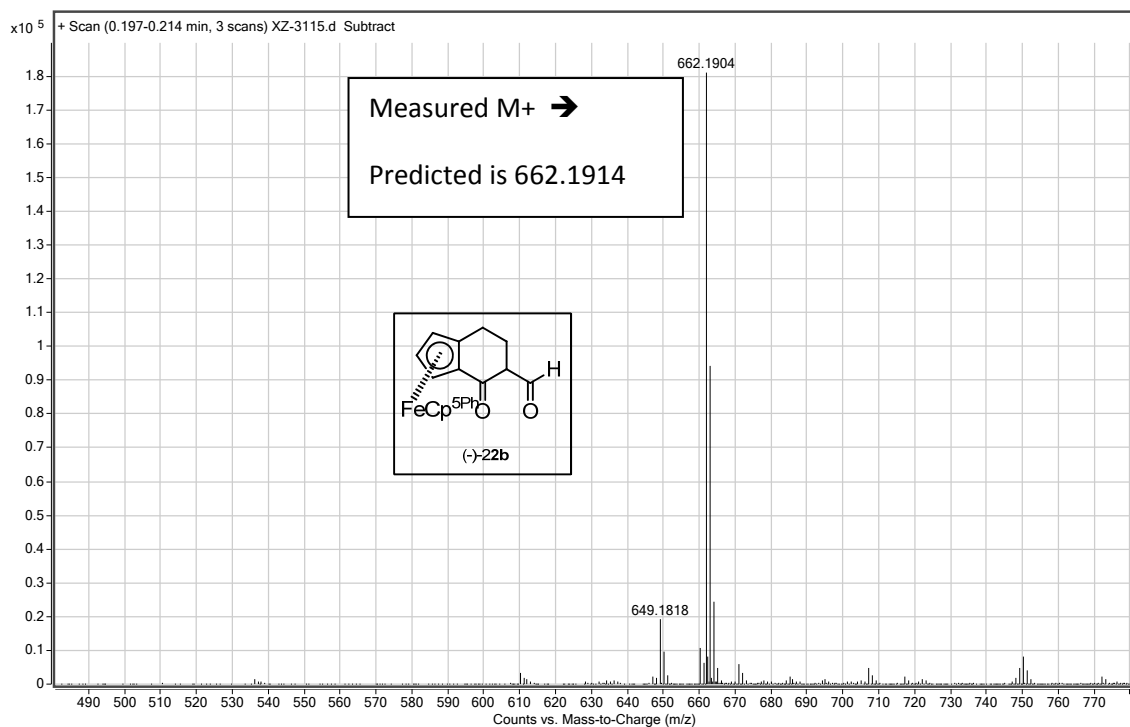 x10 5
+ Scan (0.197-0.214 min, 3 scans) XZ-3115.d Subtract
662.1904
1.8
1.7
1.6
1.5
1.4
1.3
1.2
1.1
1
0.9
0.8
0.7
0.6
0.5
0.4
0.3
0.2
0.1
0
Measured M+ ➔
Predicted is 662.1914
H
FeCp5Ph
O
O
(-)-22b
649.1818
490 500 510 520 530 540 550 560 570 580 590 600 610 620 630 640 650 660 670 680 690 700 710 720 730 740 750 760 770
Counts vs. Mass-to-Charge (m/z)